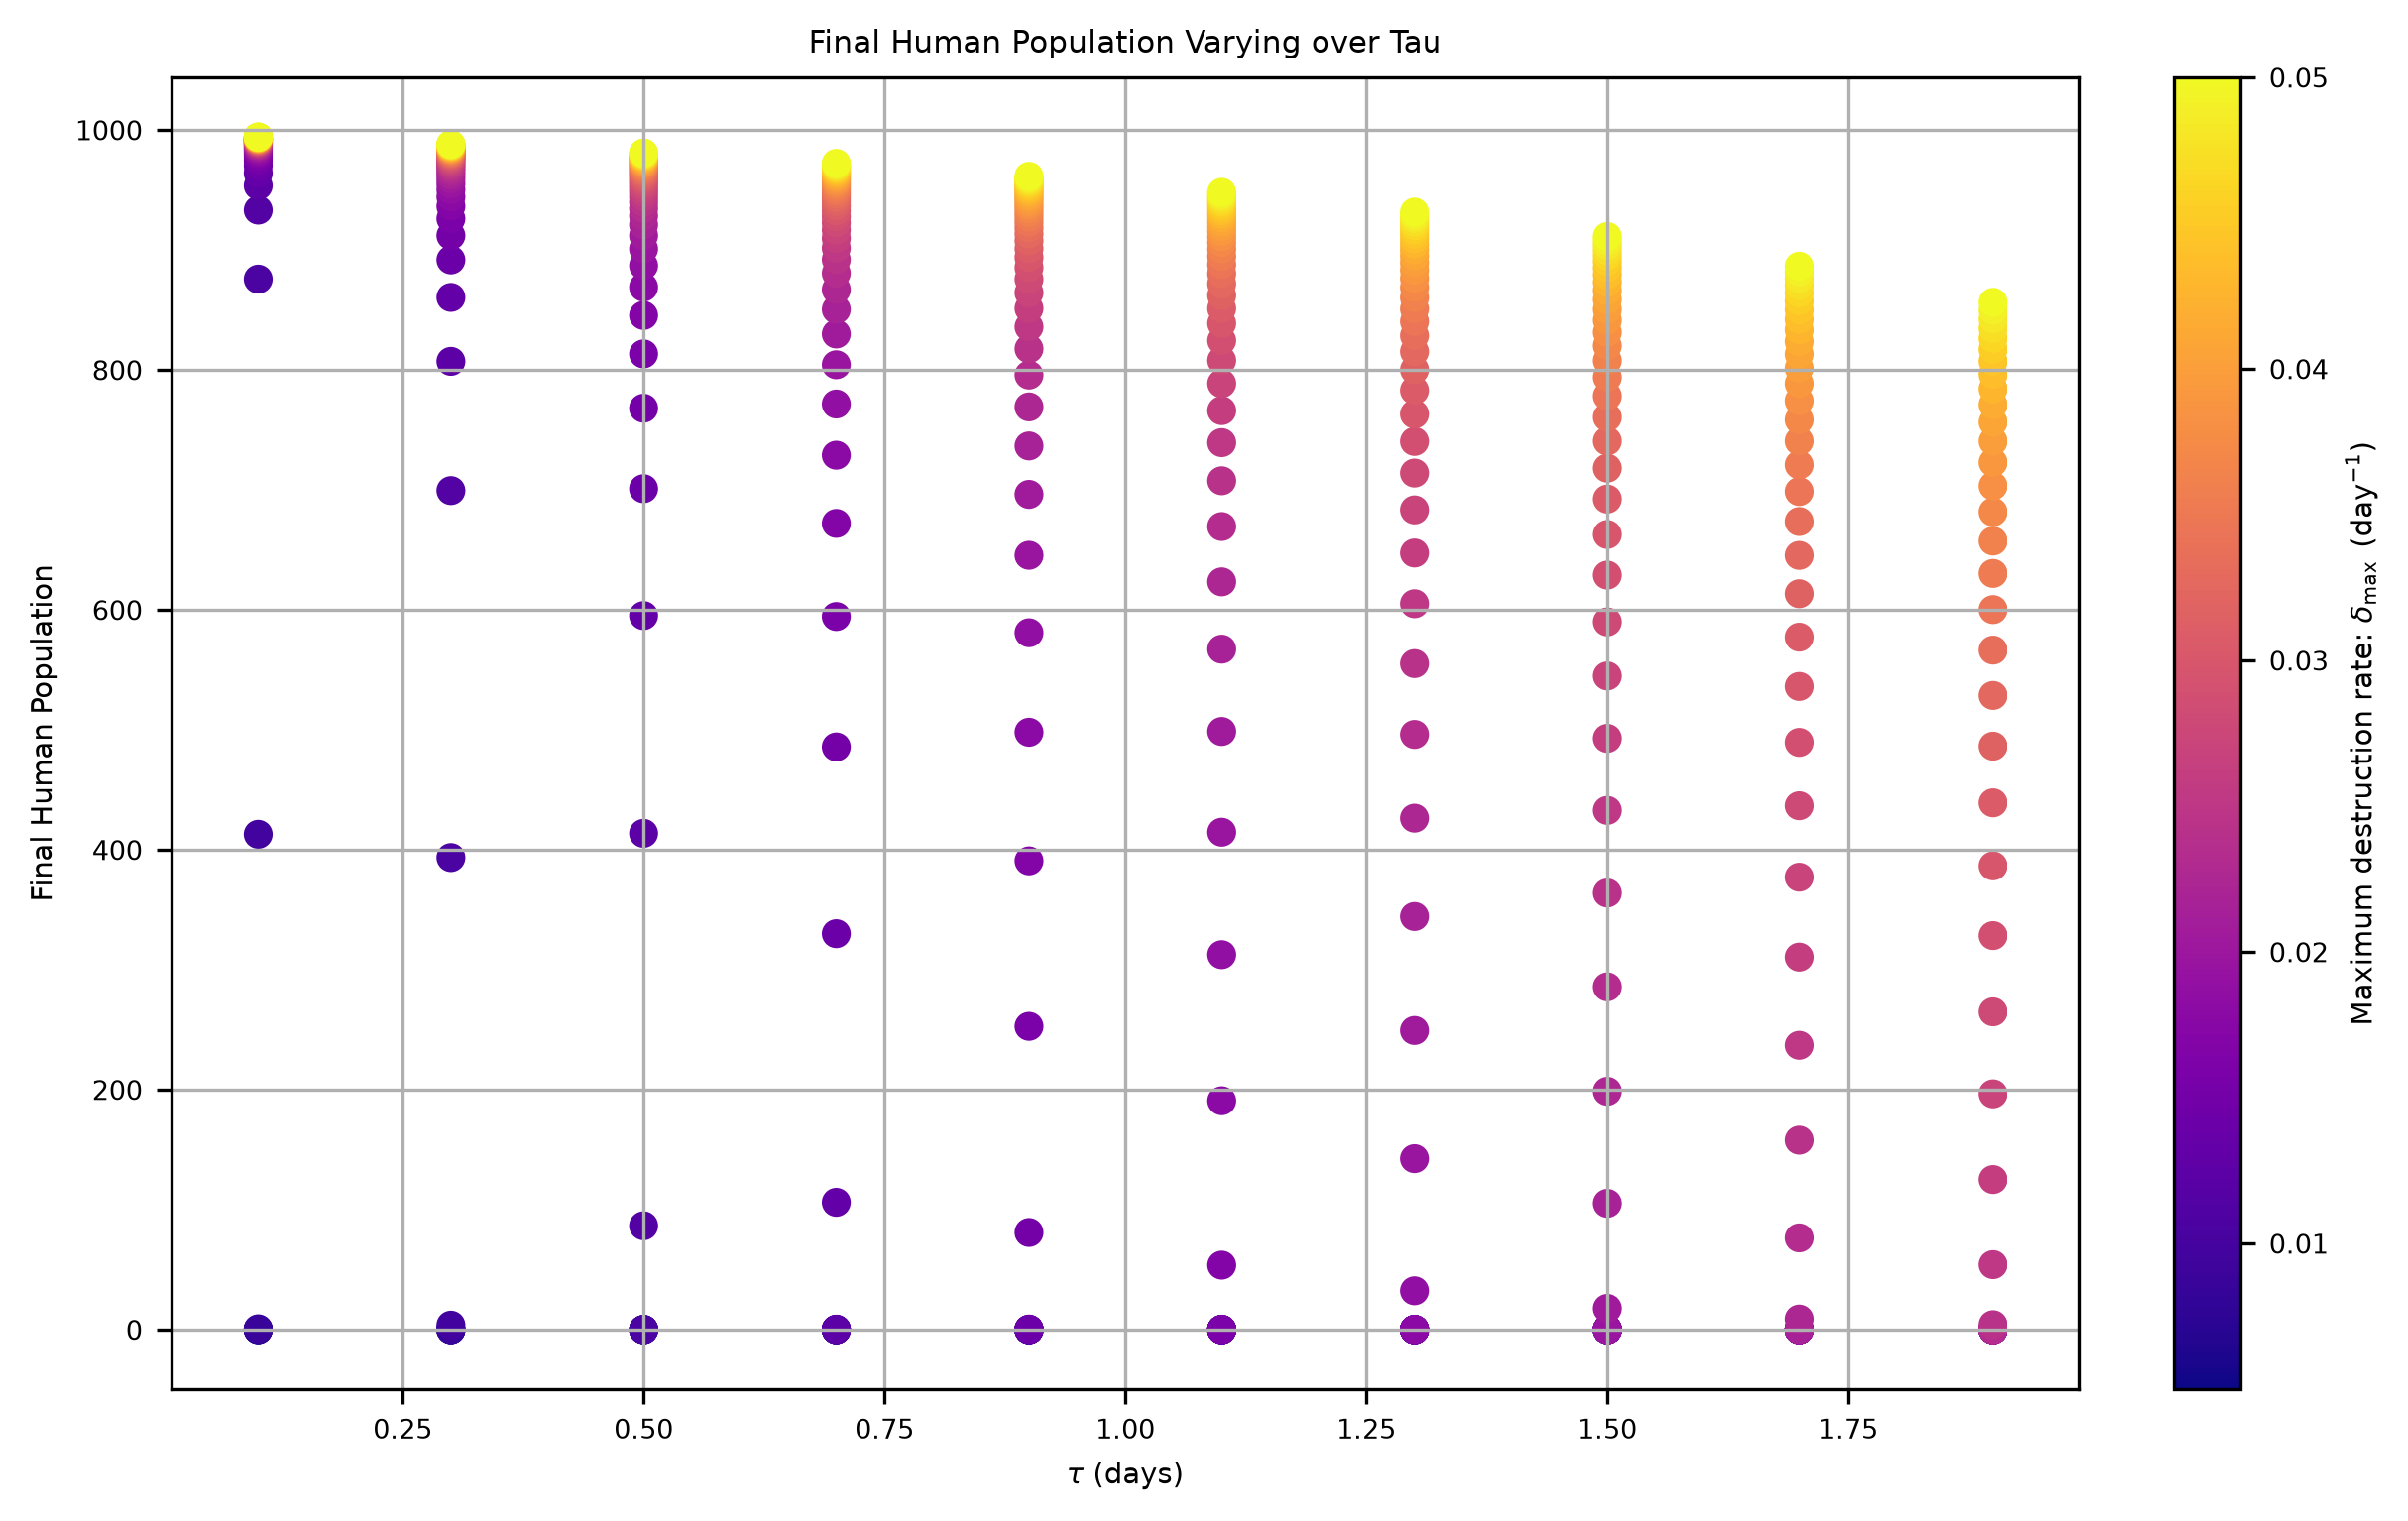 Final Human Population Varying over Tau
Final Human Population
1000
800
600
400
200
0
0.25 0.50 0.75 1.00 1.25 1.50 1.75
τ (days)
0.05
0.04
0.03
0.02
0.01
Maximum destruction rate: δmax (day⁻¹)